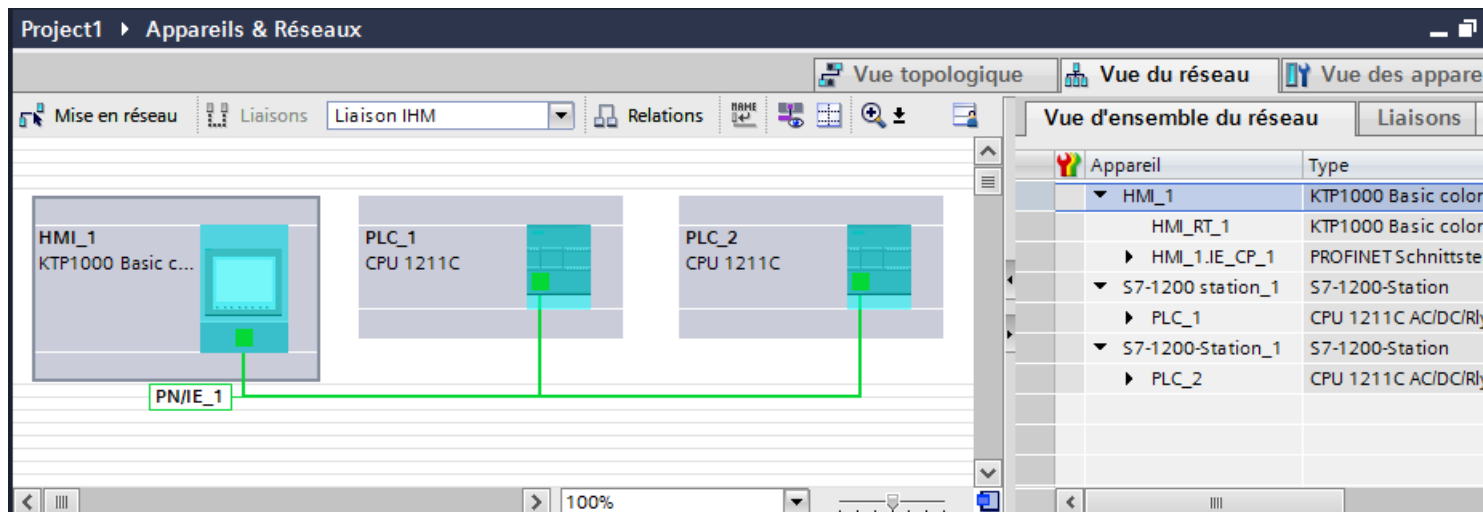 Project1 ▸ Appareils & Réseaux
Vue topologique Vue du réseau Vue des appare
Mise en réseau Liaisons Liaison IHM Relations NAME
Vue d'ensemble du réseau Liaisons
Appareil Type
HMI_1
KTP1000 Basic c...
PLC_1
CPU 1211C
PLC_2
CPU 1211C
PN/IE_1
HMI_1 KTP1000 Basic color
HMI_RT_1 KTP1000 Basic color
HMI_1.IE_CP_1 PROFINET Schnittste
S7-1200 station_1 S7-1200-Station
PLC_1 CPU 1211C AC/DC/Rly
S7-1200-Station_1 S7-1200-Station
PLC_2 CPU 1211C AC/DC/Rly
100%